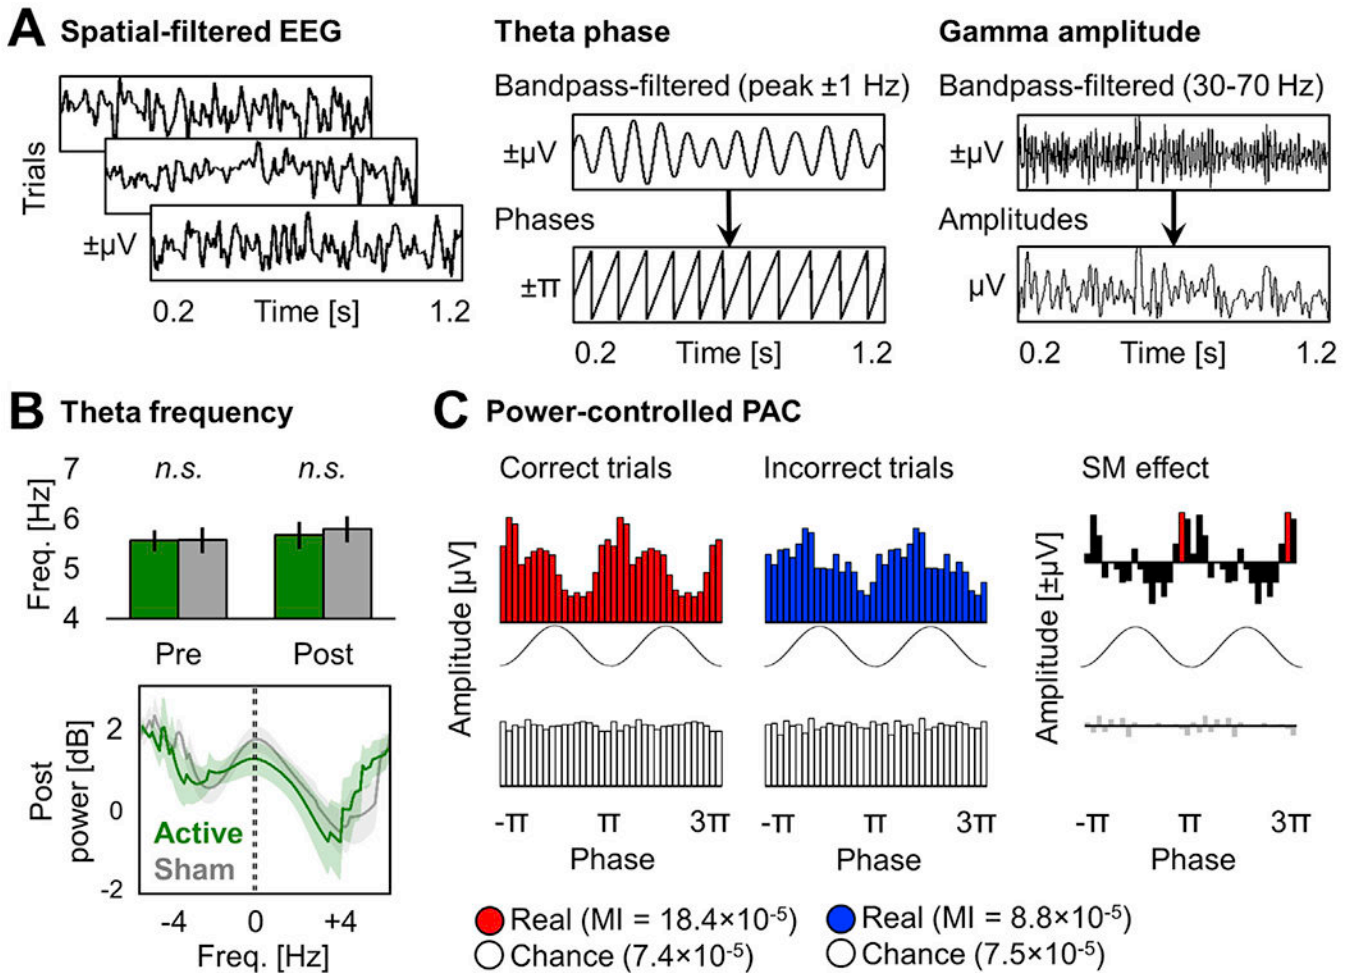 A Spatial-filtered EEG
Trials
±µV
0.2 Time [s] 1.2
Theta phase
Bandpass-filtered (peak ±1 Hz)
±µV
Phases
±π
0.2 Time [s] 1.2
Gamma amplitude
Bandpass-filtered (30-70 Hz)
±µV
Amplitudes
µV
0.2 Time [s] 1.2
B Theta frequency
7
6
5
4
Freq. [Hz]
n.s. n.s.
Pre Post
Post
power [dB]
2
0
-2
Active
Sham
-4 0 +4
Freq. [Hz]
C Power-controlled PAC
Correct trials
Incorrect trials
SM effect
Amplitude [µV]
Amplitude [±µV]
-π π 3π
Phase
-π π 3π
Phase
-π π 3π
Phase
Real (MI = 18.4×10⁻⁵)
Chance (7.4×10⁻⁵)
Real (MI = 8.8×10⁻⁵)
Chance (7.5×10⁻⁵)